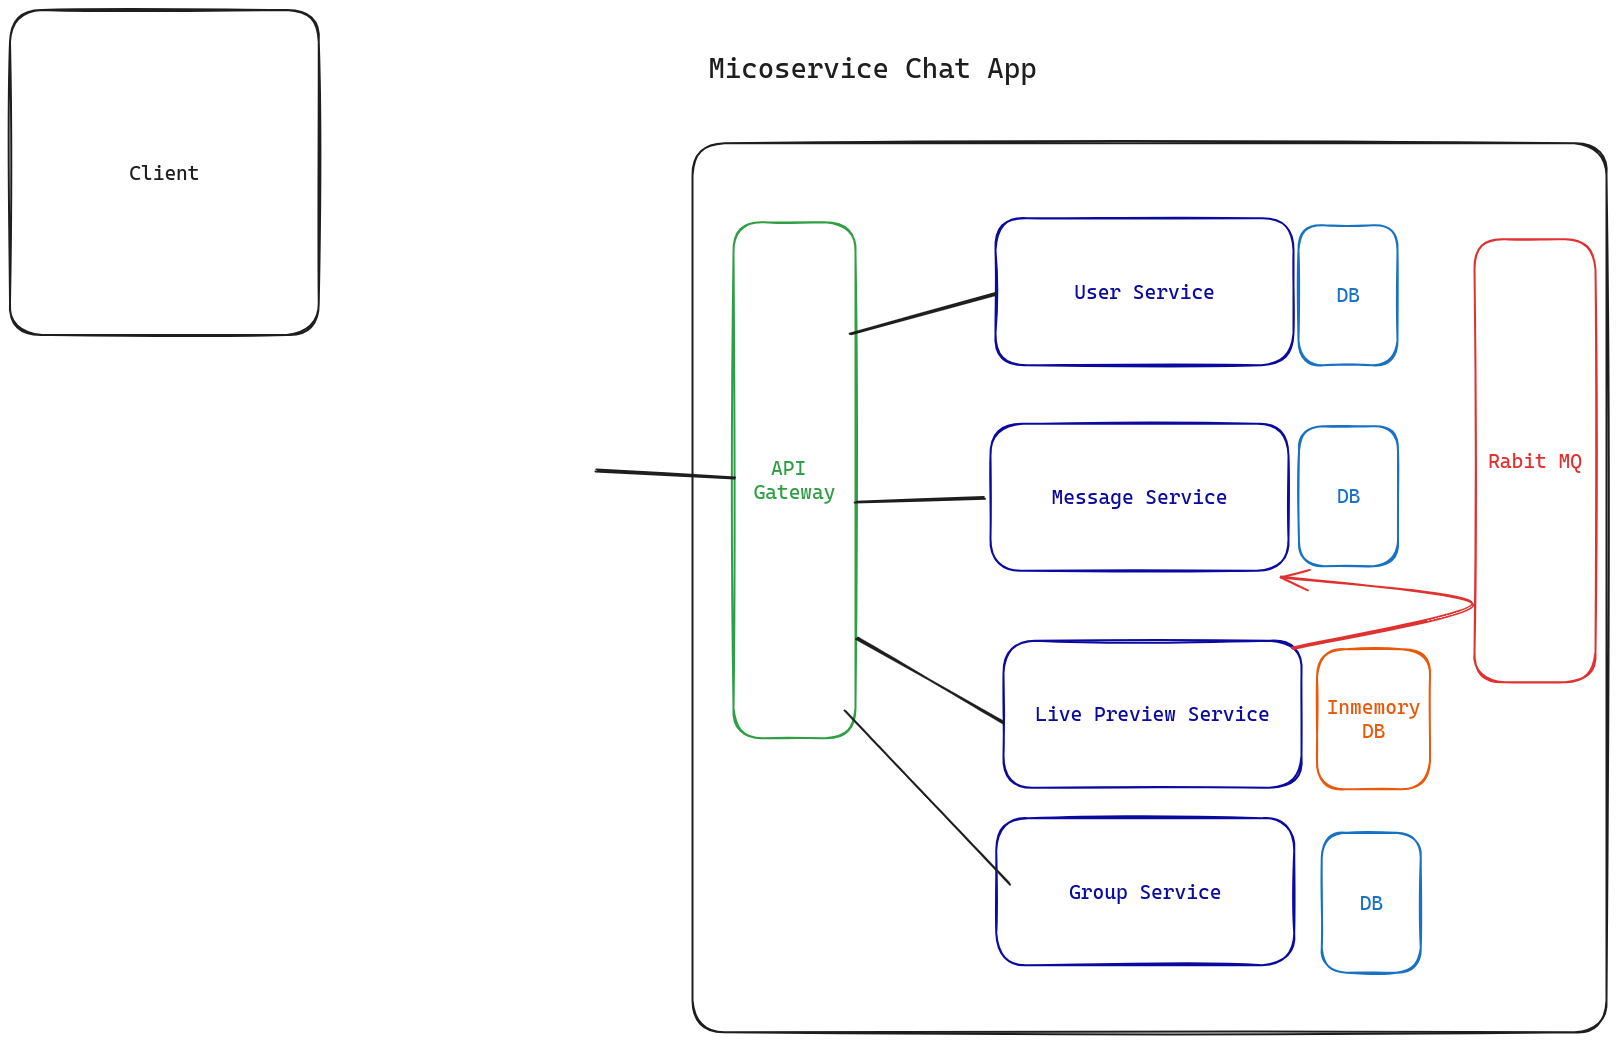 Micoservice Chat App
Client
API
Gateway
User Service
DB
Message Service
DB
Rabit MQ
Live Preview Service
Inmemory
DB
Group Service
DB